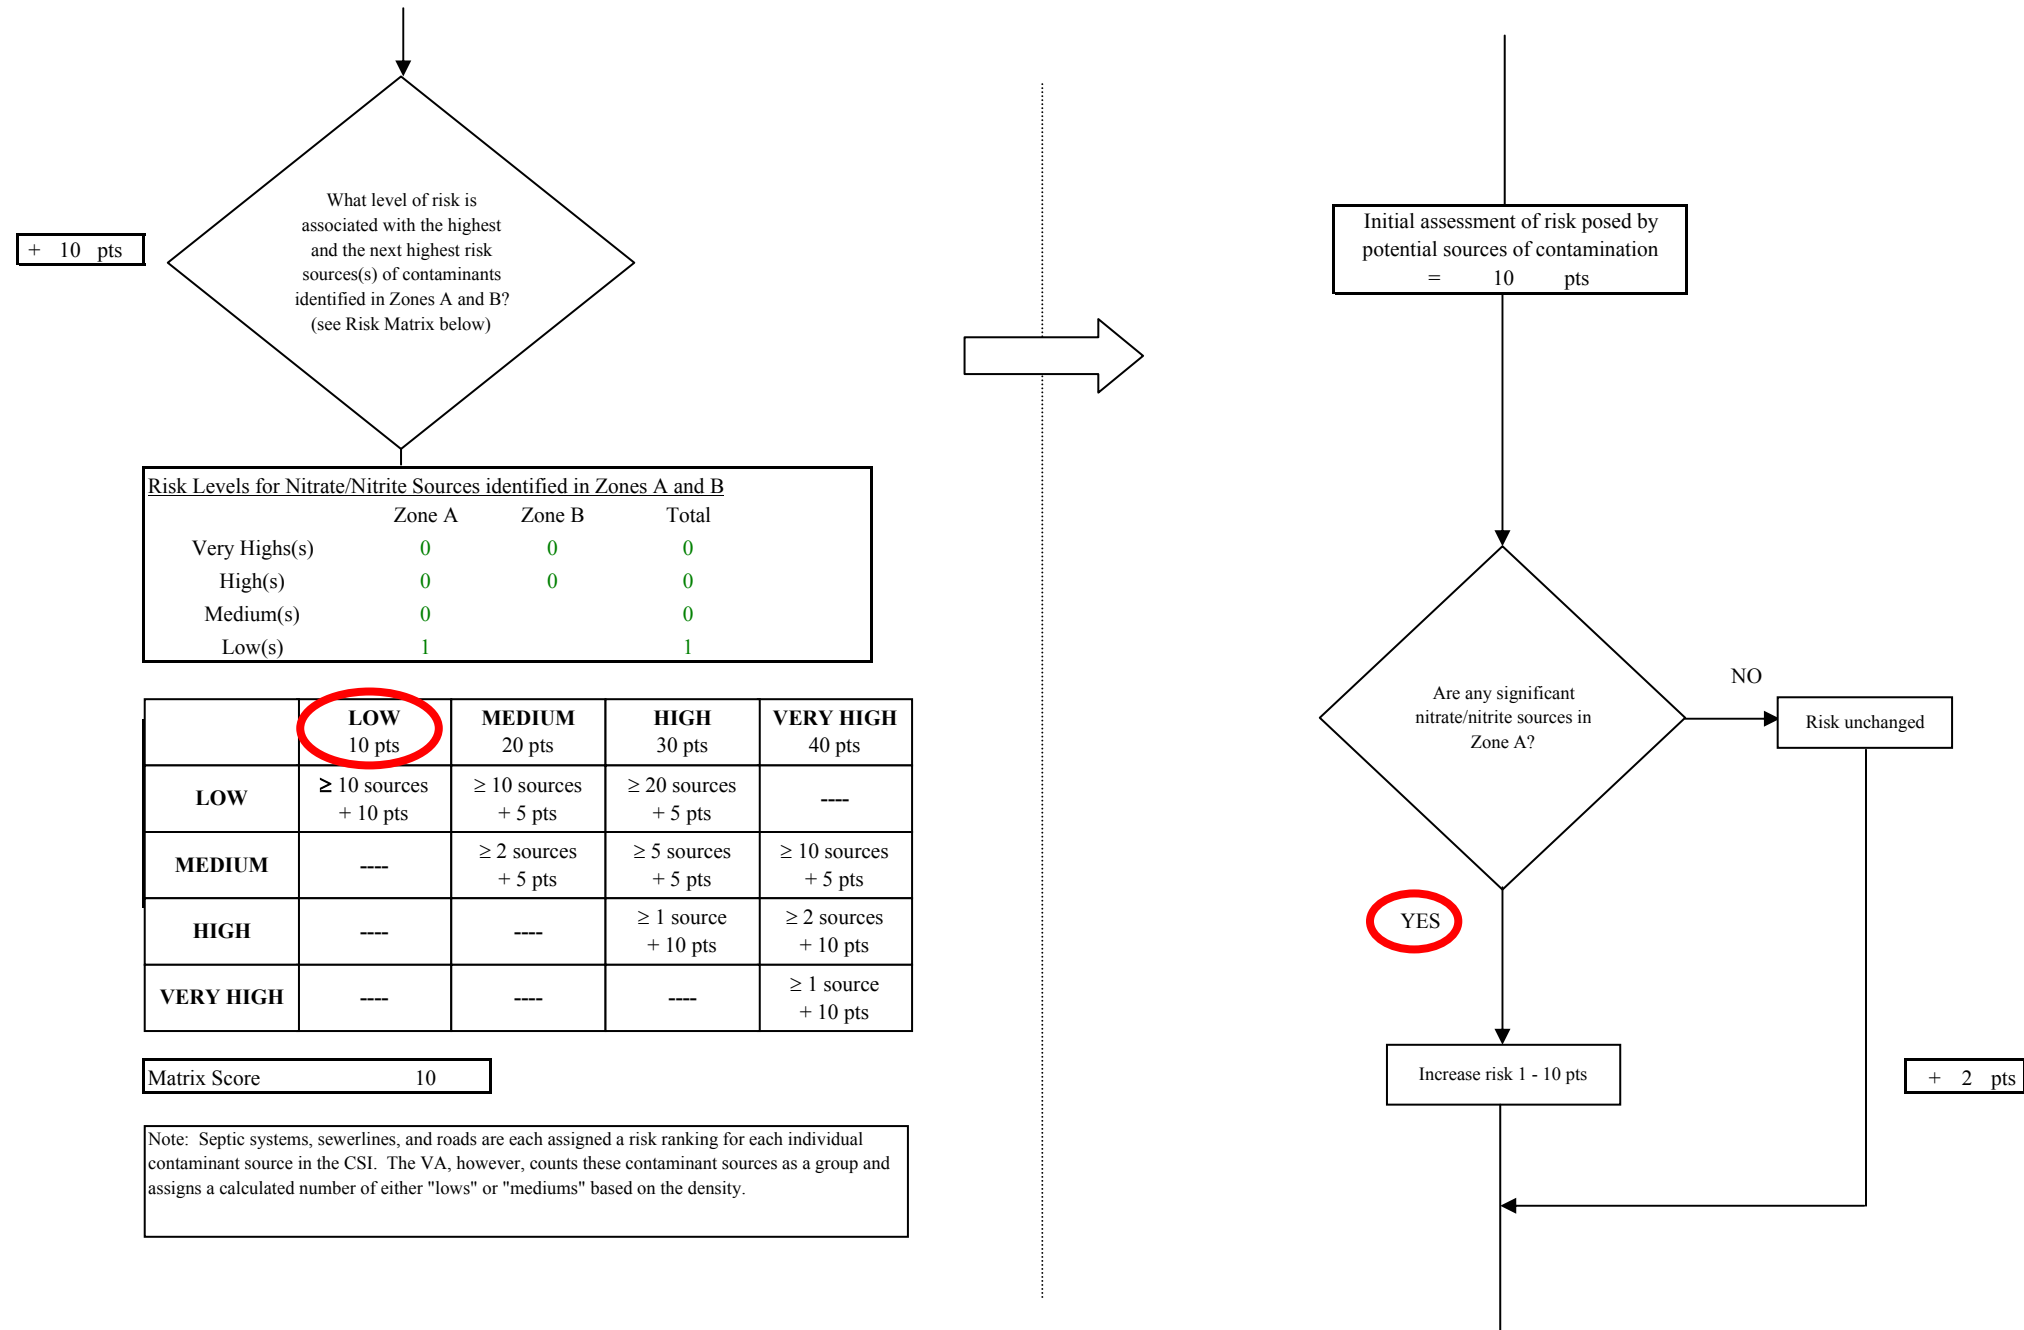 What level of risk is
associated with the highest
and the next highest risk
sources(s) of contaminants
identified in Zones A and B?
(see Risk Matrix below)
+ 10 pts
Risk Levels for Nitrate/Nitrite Sources identified in Zones A and B
Zone A Zone B Total
Very Highs(s) 0 0 0
High(s) 0 0 0
Medium(s) 0 0
Low(s) 1 1
LOW MEDIUM HIGH VERY HIGH
10 pts 20 pts 30 pts 40 pts
LOW ≥ 10 sources ≥ 10 sources ≥ 20 sources ----
+ 10 pts + 5 pts + 5 pts
MEDIUM ---- ≥ 2 sources ≥ 5 sources ≥ 10 sources
+ 5 pts + 5 pts + 5 pts
HIGH ---- ---- ≥ 1 source ≥ 2 sources
+ 10 pts + 10 pts
VERY HIGH ---- ---- ---- ≥ 1 source
+ 10 pts
Matrix Score 10
Note: Septic systems, sewerlines, and roads are each assigned a risk ranking for each individual
contaminant source in the CSI. The VA, however, counts these contaminant sources as a group and
assigns a calculated number of either "lows" or "mediums" based on the density.
Initial assessment of risk posed by
potential sources of contamination
= 10 pts
Are any significant
nitrate/nitrite sources in
Zone A?
NO
Risk unchanged
YES
Increase risk 1 - 10 pts
+ 2 pts